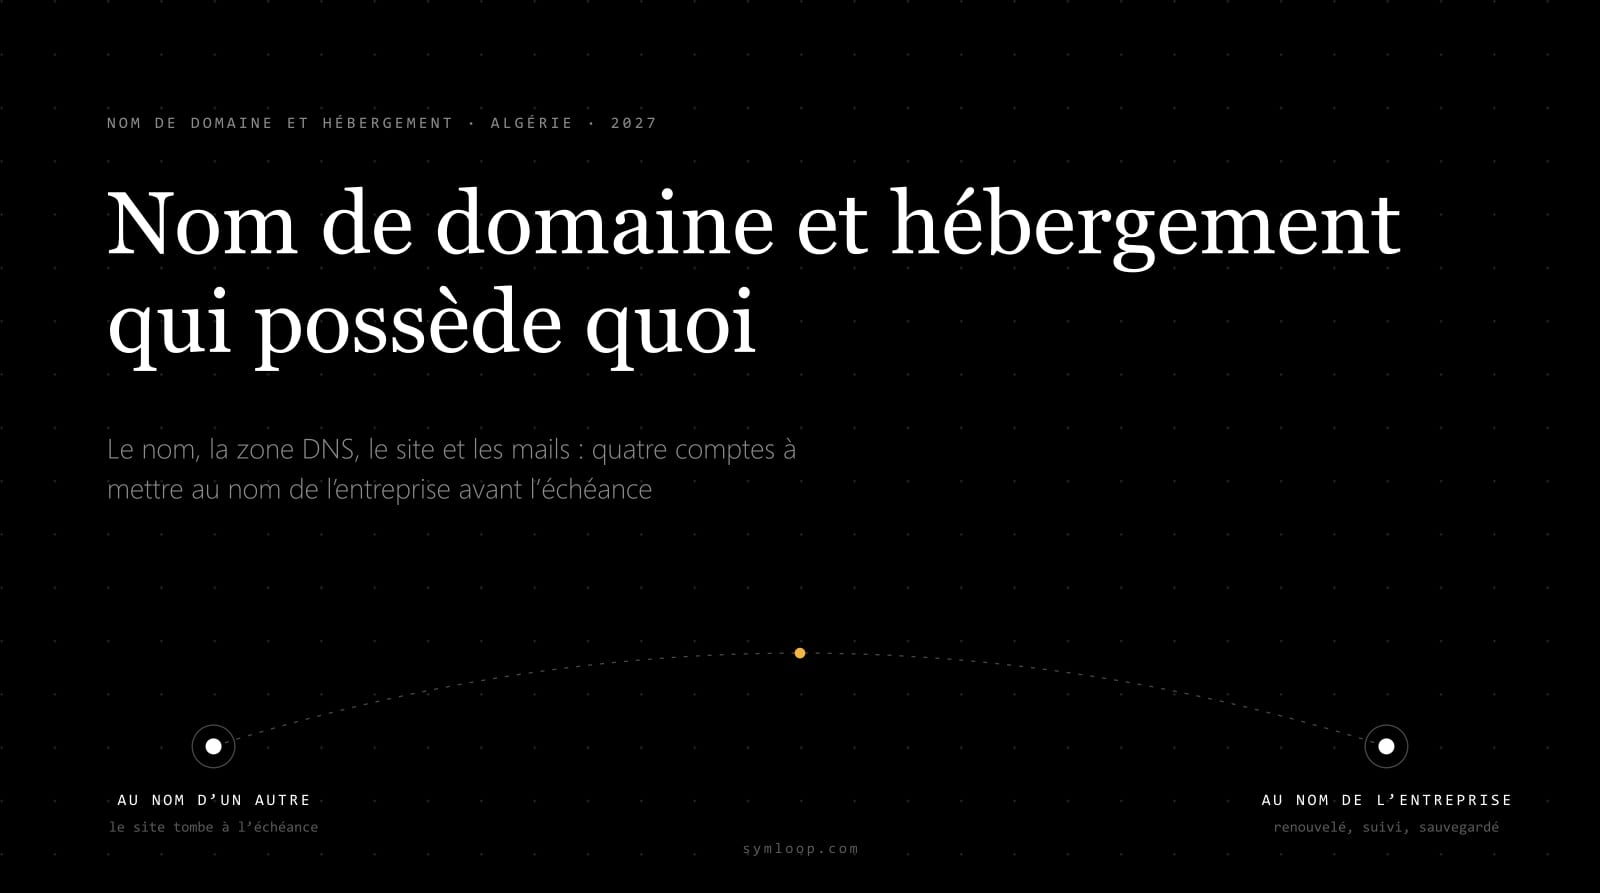 NOM DE DOMAINE ET HÉBERGEMENT · ALGÉRIE · 2027
Nom de domaine et hébergement
qui possède quoi
Le nom, la zone DNS, le site et les mails : quatre comptes à
mettre au nom de l’entreprise avant l’échéance
AU NOM D’UN AUTRE
le site tombe à l’échéance
AU NOM DE L’ENTREPRISE
renouvelé, suivi, sauvegardé
symloop.com